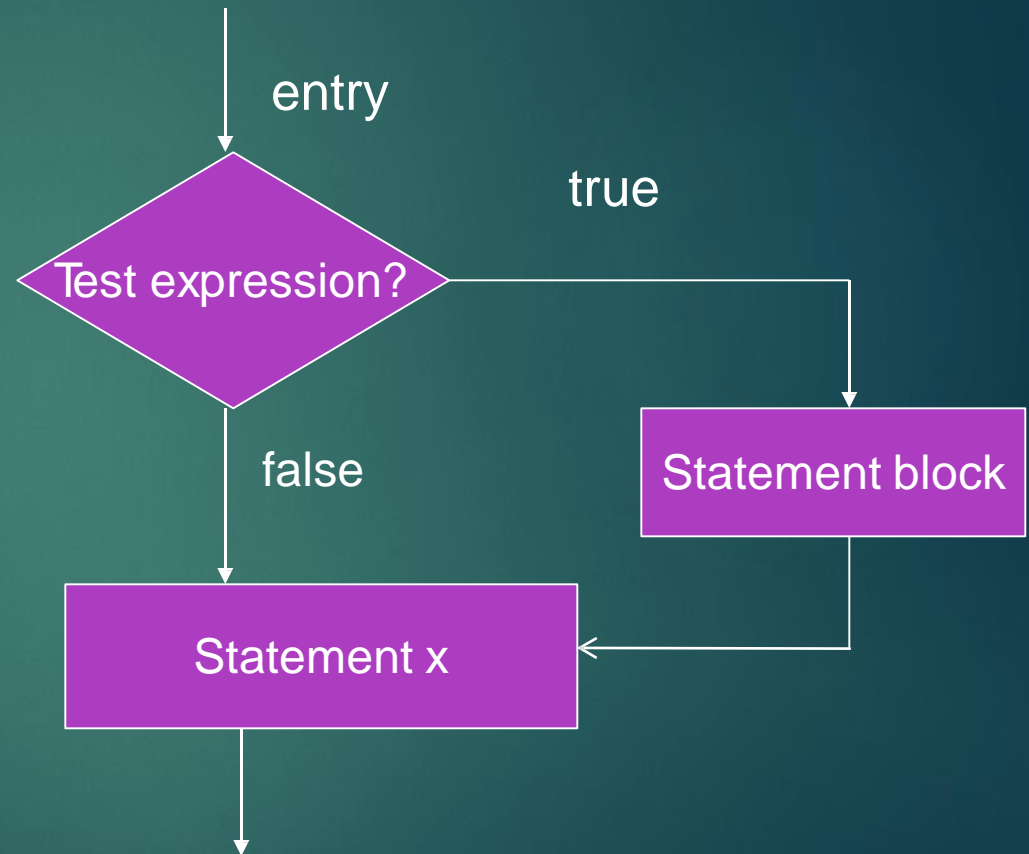 entry
true
Test expression?
false
Statement block
Statement x